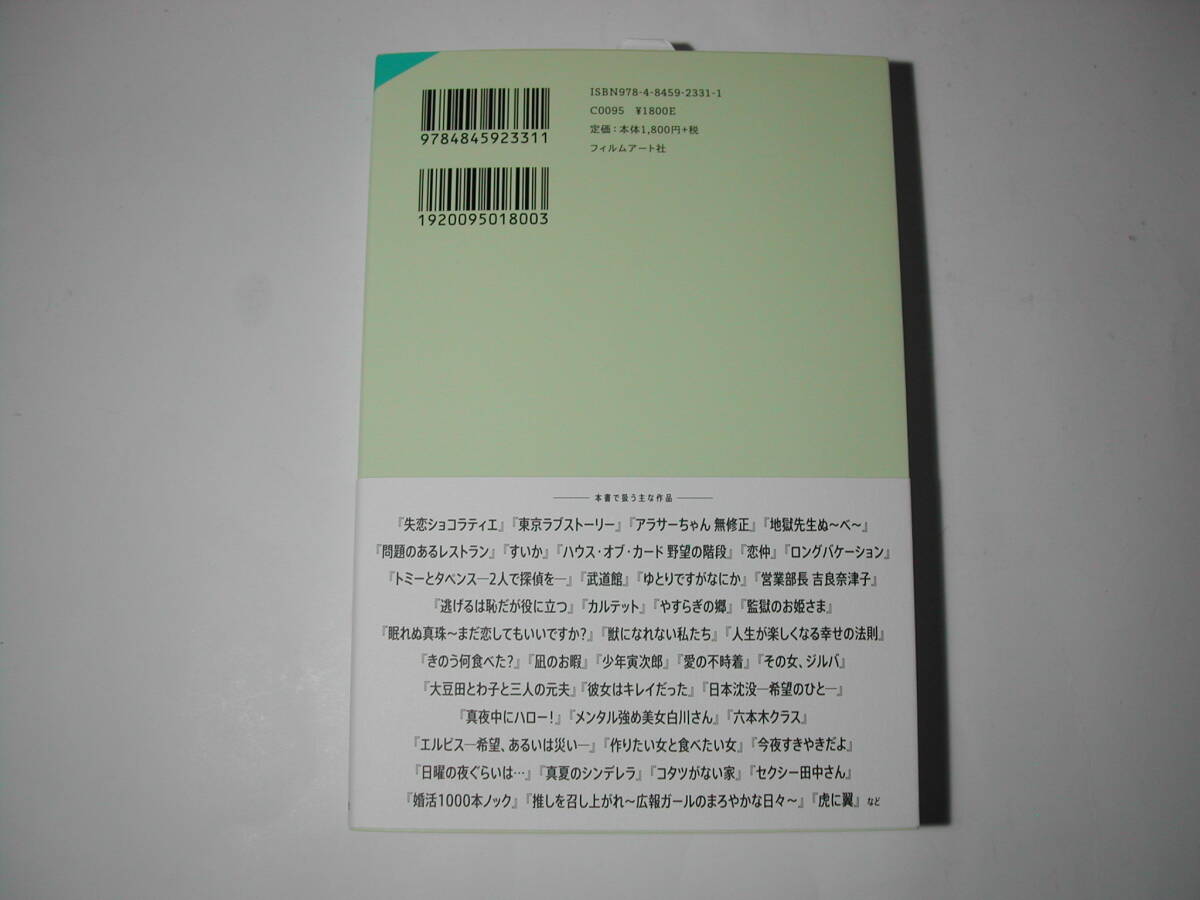 ISBN978-4-8459-2331-1
C0095 ¥1800E
定価：本体1,800円+税
フィルムアート社
9784845923311
1920095018003
本書で扱う主な作品
『失恋ショコラティエ』『東京ラブストーリー』『アラサーちゃん 無修正』『地獄先生ぬ〜べ〜』
『問題のあるレストラン』『すいか』『ハウス・オブ・カード 野望の階段』『恋仲』『ロングバケーション』
『トミーとタペンス―2人で探偵を―』『武道館』『ゆとりですがなにか』『営業部長 吉良奈津子』
『逃げるは恥だが役に立つ』『カルテット』『やすらぎの郷』『監獄のお姫さま』
『眠れぬ真珠〜まだ恋してもいいですか？』『獣になれない私たち』『人生が楽しくなる幸せの法則』
『きのう何食べた？』『凪のお暇』『少年寅次郎』『愛の不時着』『その女、ジルバ』
『大豆田とわ子と三人の元夫』『彼女はキレイだった』『日本沈没―希望のひと―』
『真夜中にハロー！』『メンタル強め美女白川さん』『六本木クラス』
『エルピス―希望、あるいは災い―』『作りたい女と食べたい女』『今夜すきやきだよ』
『日曜の夜ぐらいは…』『真夏のシンデレラ』『コタツがない家』『セクシー田中さん』
『婚活1000本ノック』『推しを召し上がれ〜広報ガールのまろやかな日々〜』『虎に翼』など